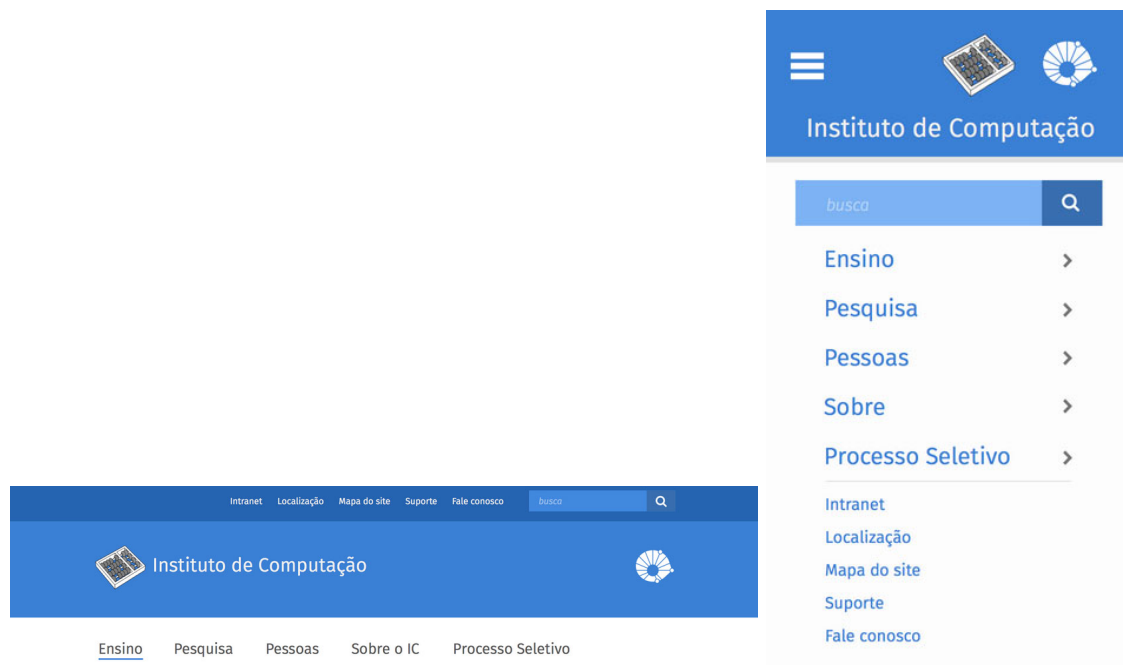 Intranet Localização Mapa do site Suporte Fale conosco busca
Instituto de Computação
Ensino Pesquisa Pessoas Sobre o IC Processo Seletivo
Instituto de Computação
busca
Ensino
Pesquisa
Pessoas
Sobre
Processo Seletivo
Intranet
Localização
Mapa do site
Suporte
Fale conosco